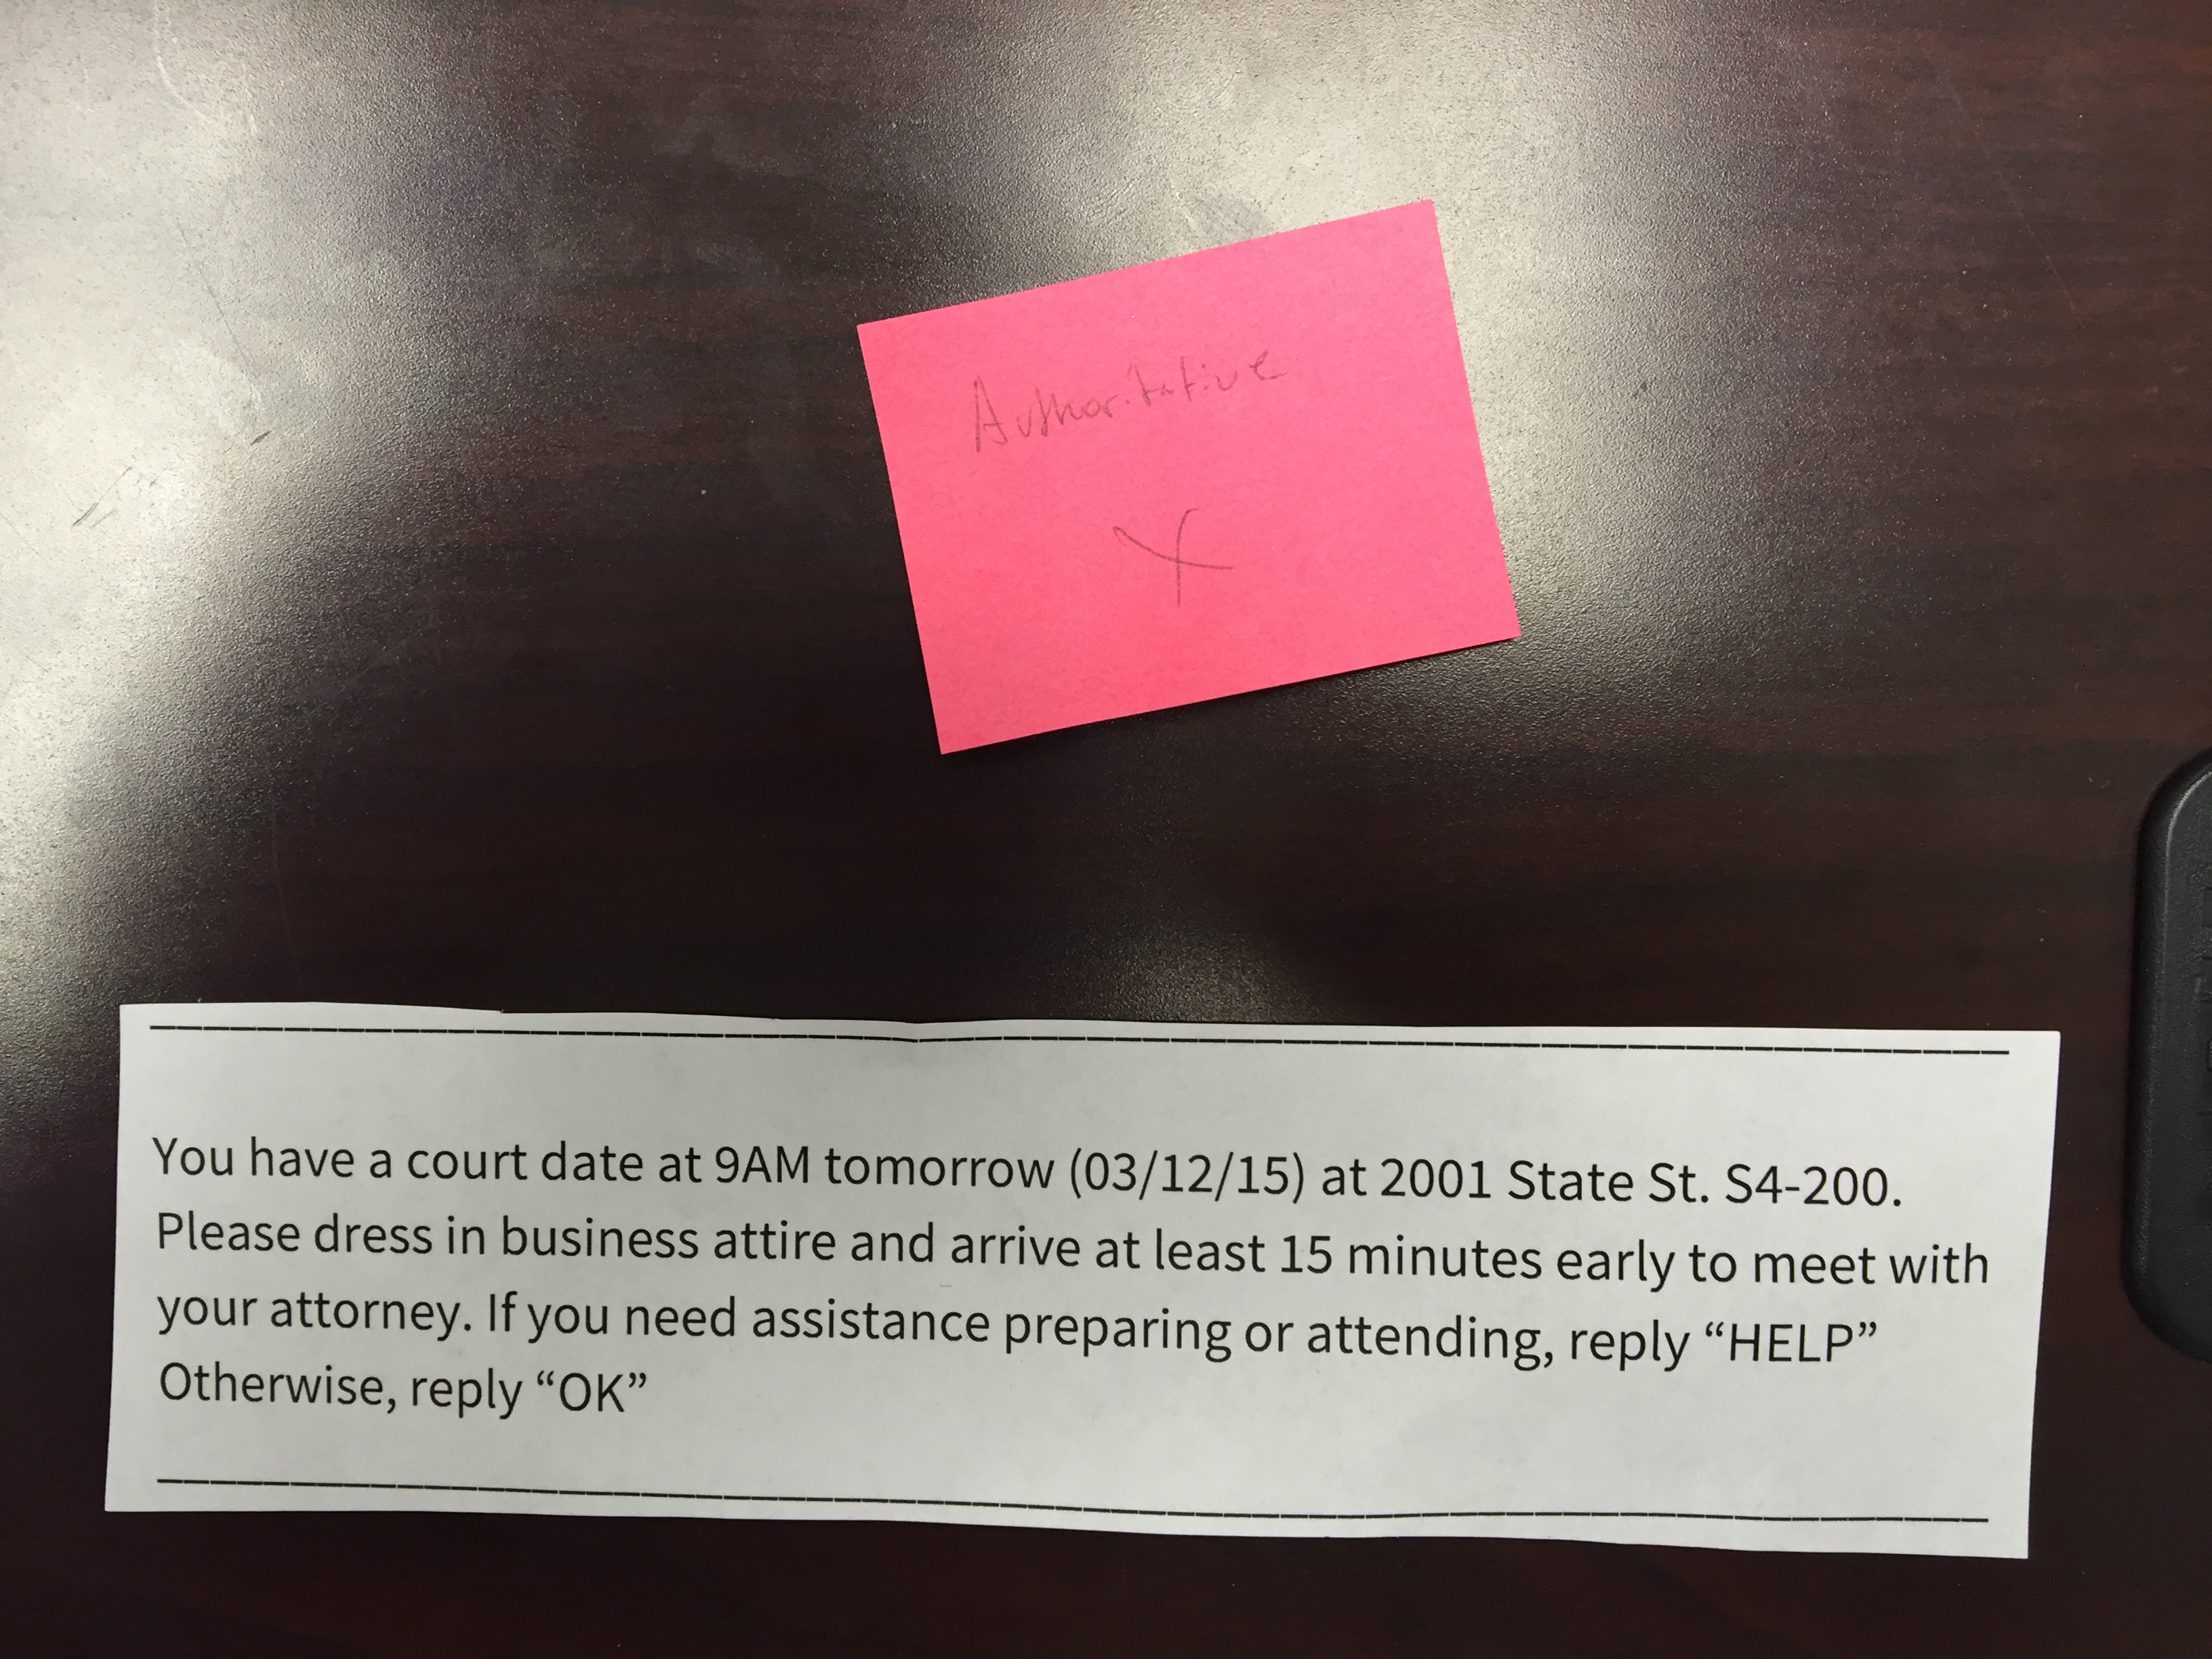 Authoritative
X
You have a court date at 9AM tomorrow (03/12/15) at 2001 State St. S4-200.
Please dress in business attire and arrive at least 15 minutes early to meet with
your attorney. If you need assistance preparing or attending, reply “HELP”
Otherwise, reply “OK”